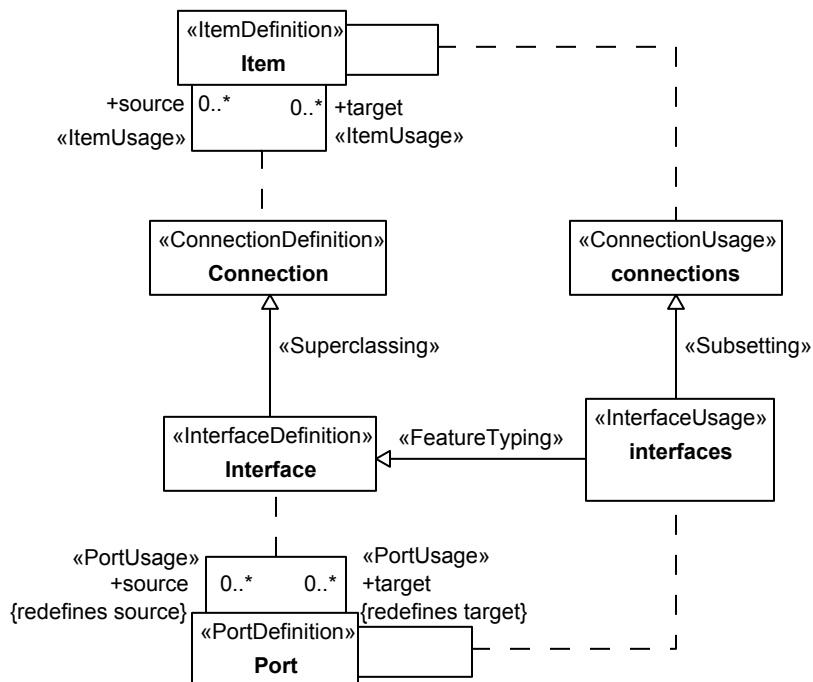 «ItemDefinition»
Item
+source 0..* 0..* +target
«ItemUsage» «ItemUsage»
«ConnectionDefinition»
Connection
«ConnectionUsage»
connections
«Superclassing»
«Subsetting»
«InterfaceDefinition»
Interface
«FeatureTyping»
«InterfaceUsage»
interfaces
«PortUsage» «PortUsage»
+source 0..* 0..* +target
{redefines source} {redefines target}
«PortDefinition»
Port